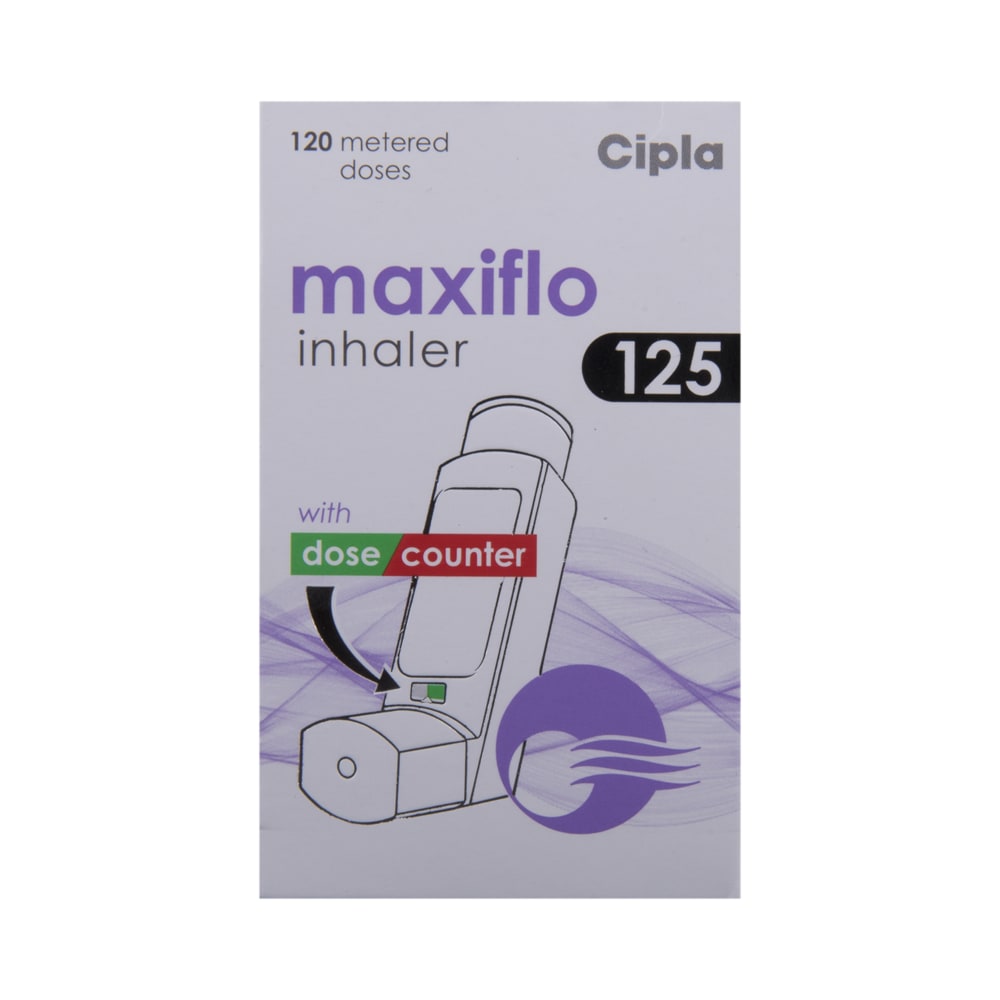 120 metered
doses
Cipla
maxiflo
inhaler
125
with
dose counter